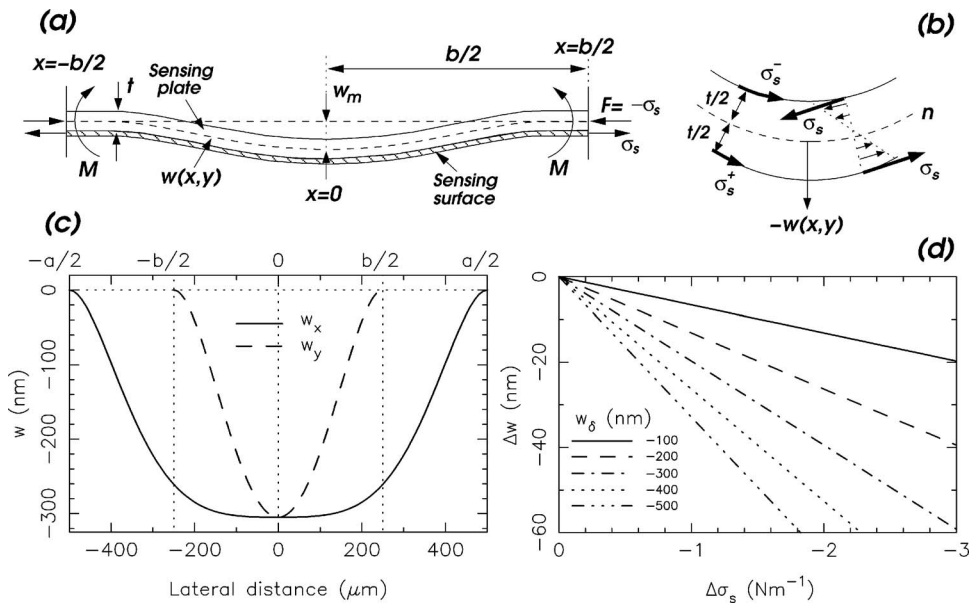 (a)
x=-b/2
t
Sensing
plate
w_m
b/2
x=b/2
F= -σ_s
σ_s
M
w(x,y)
x=0
Sensing
surface
M
(b)
σ_s^-
t/2
t/2
σ_s
n
σ_s^+
σ_s
-w(x,y)
(c)
-a/2 -b/2 0 b/2 a/2
w_x
w_y
w (nm)
0
-100
-200
-300
-400 -200 0 200 400
Lateral distance (μm)
(d)
Δw (nm)
0
-20
-40
-60
w_δ (nm)
-100
-200
-300
-400
-500
0 -1 -2 -3
Δσ_s (Nm⁻¹)